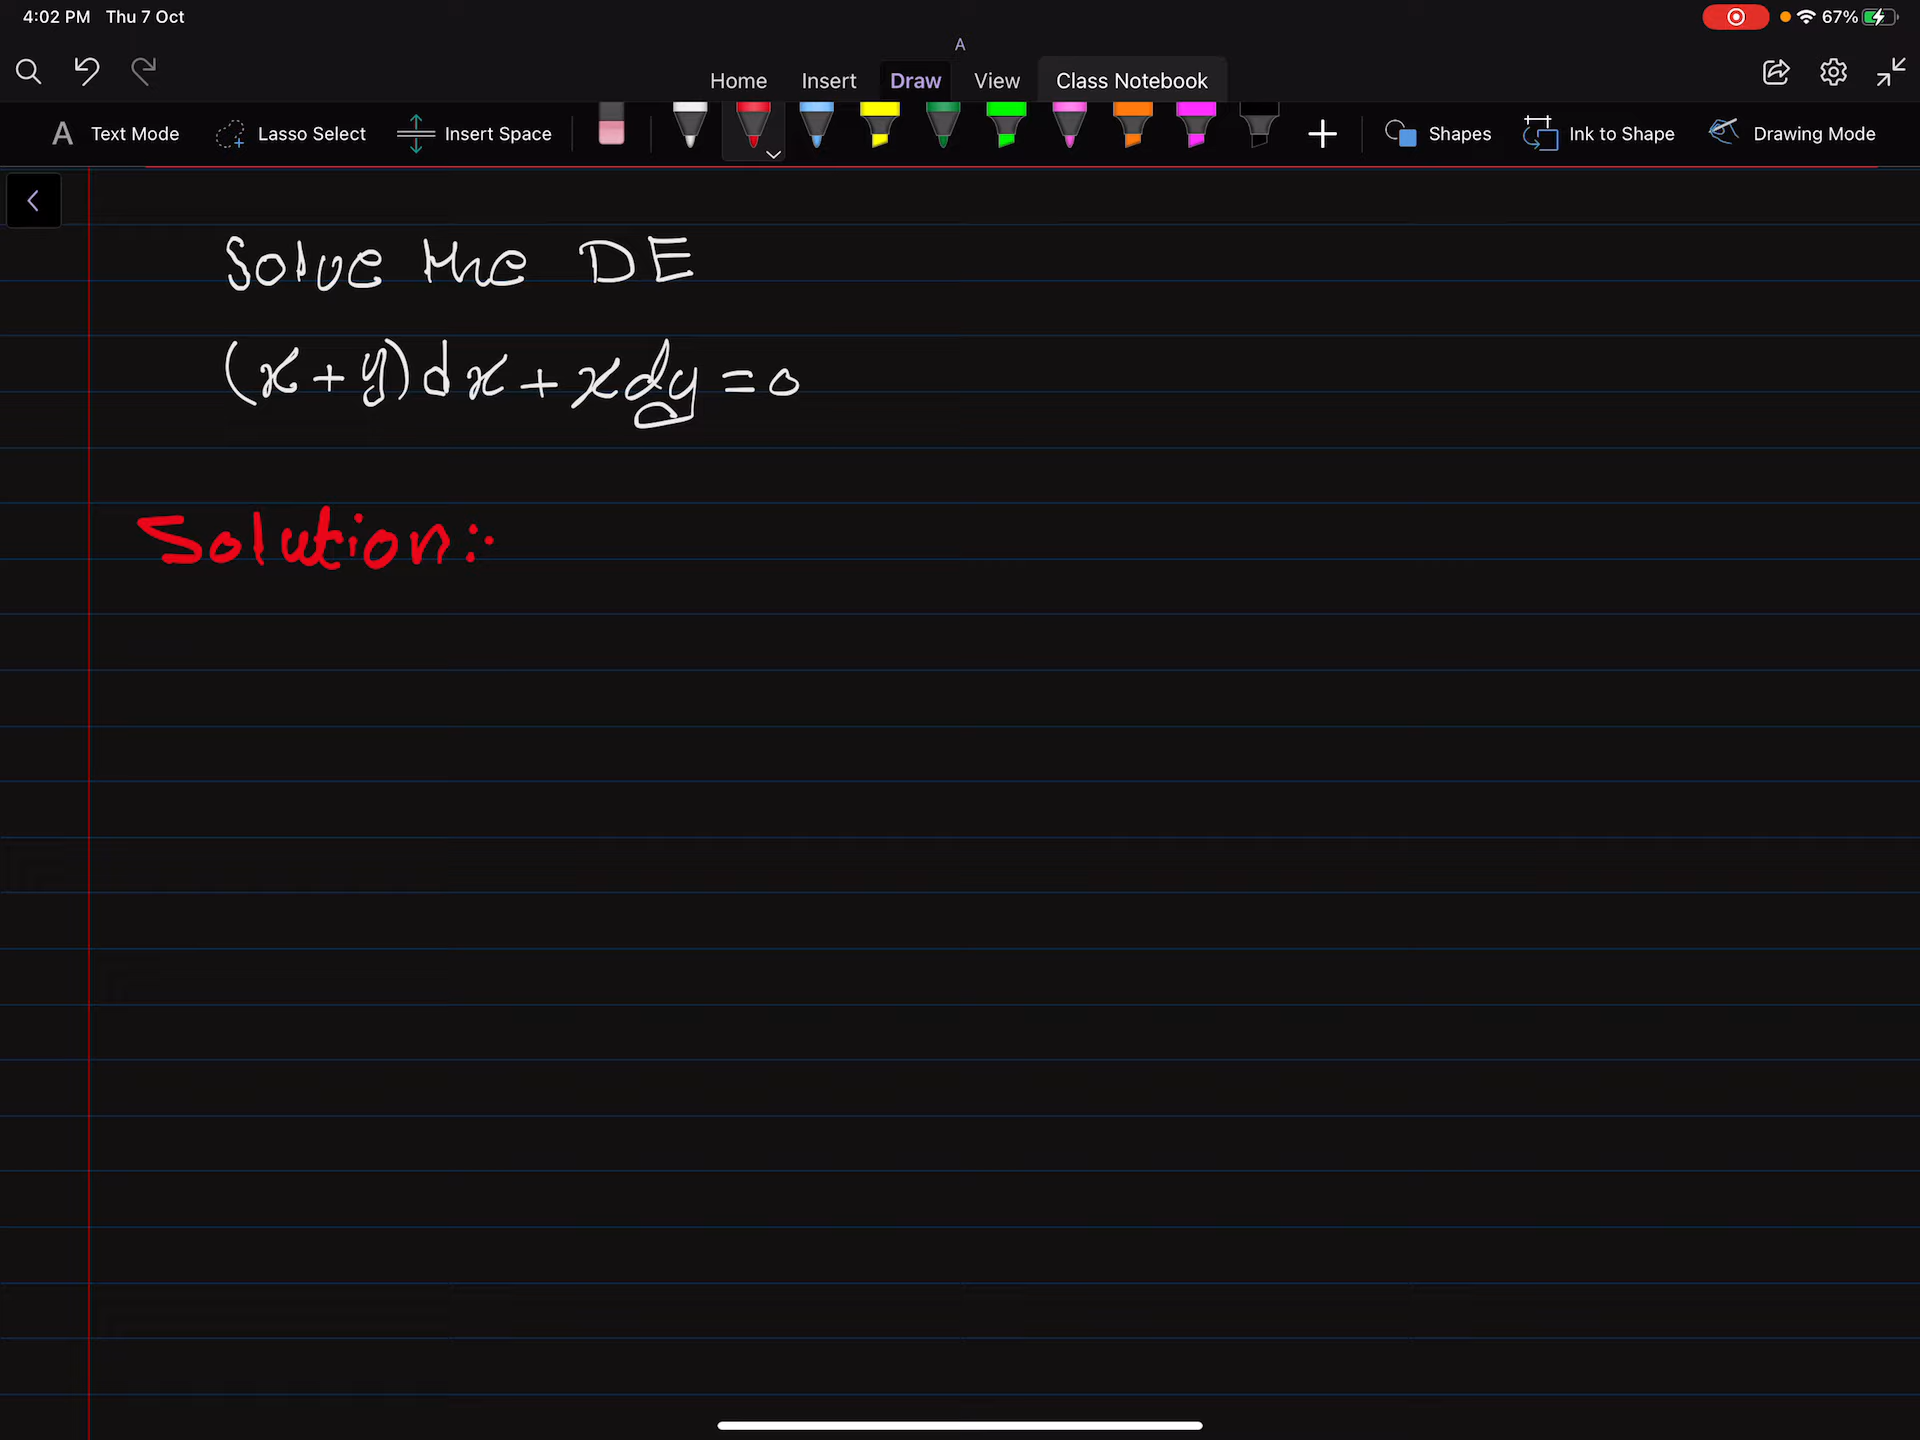 4:02 PM Thu 7 Oct 67%
A
Home Insert Draw View Class Notebook
A Text Mode Lasso Select Insert Space Shapes Ink to Shape Drawing Mode
Solve the DE
(x+y)dx+xdy=0
Solution: